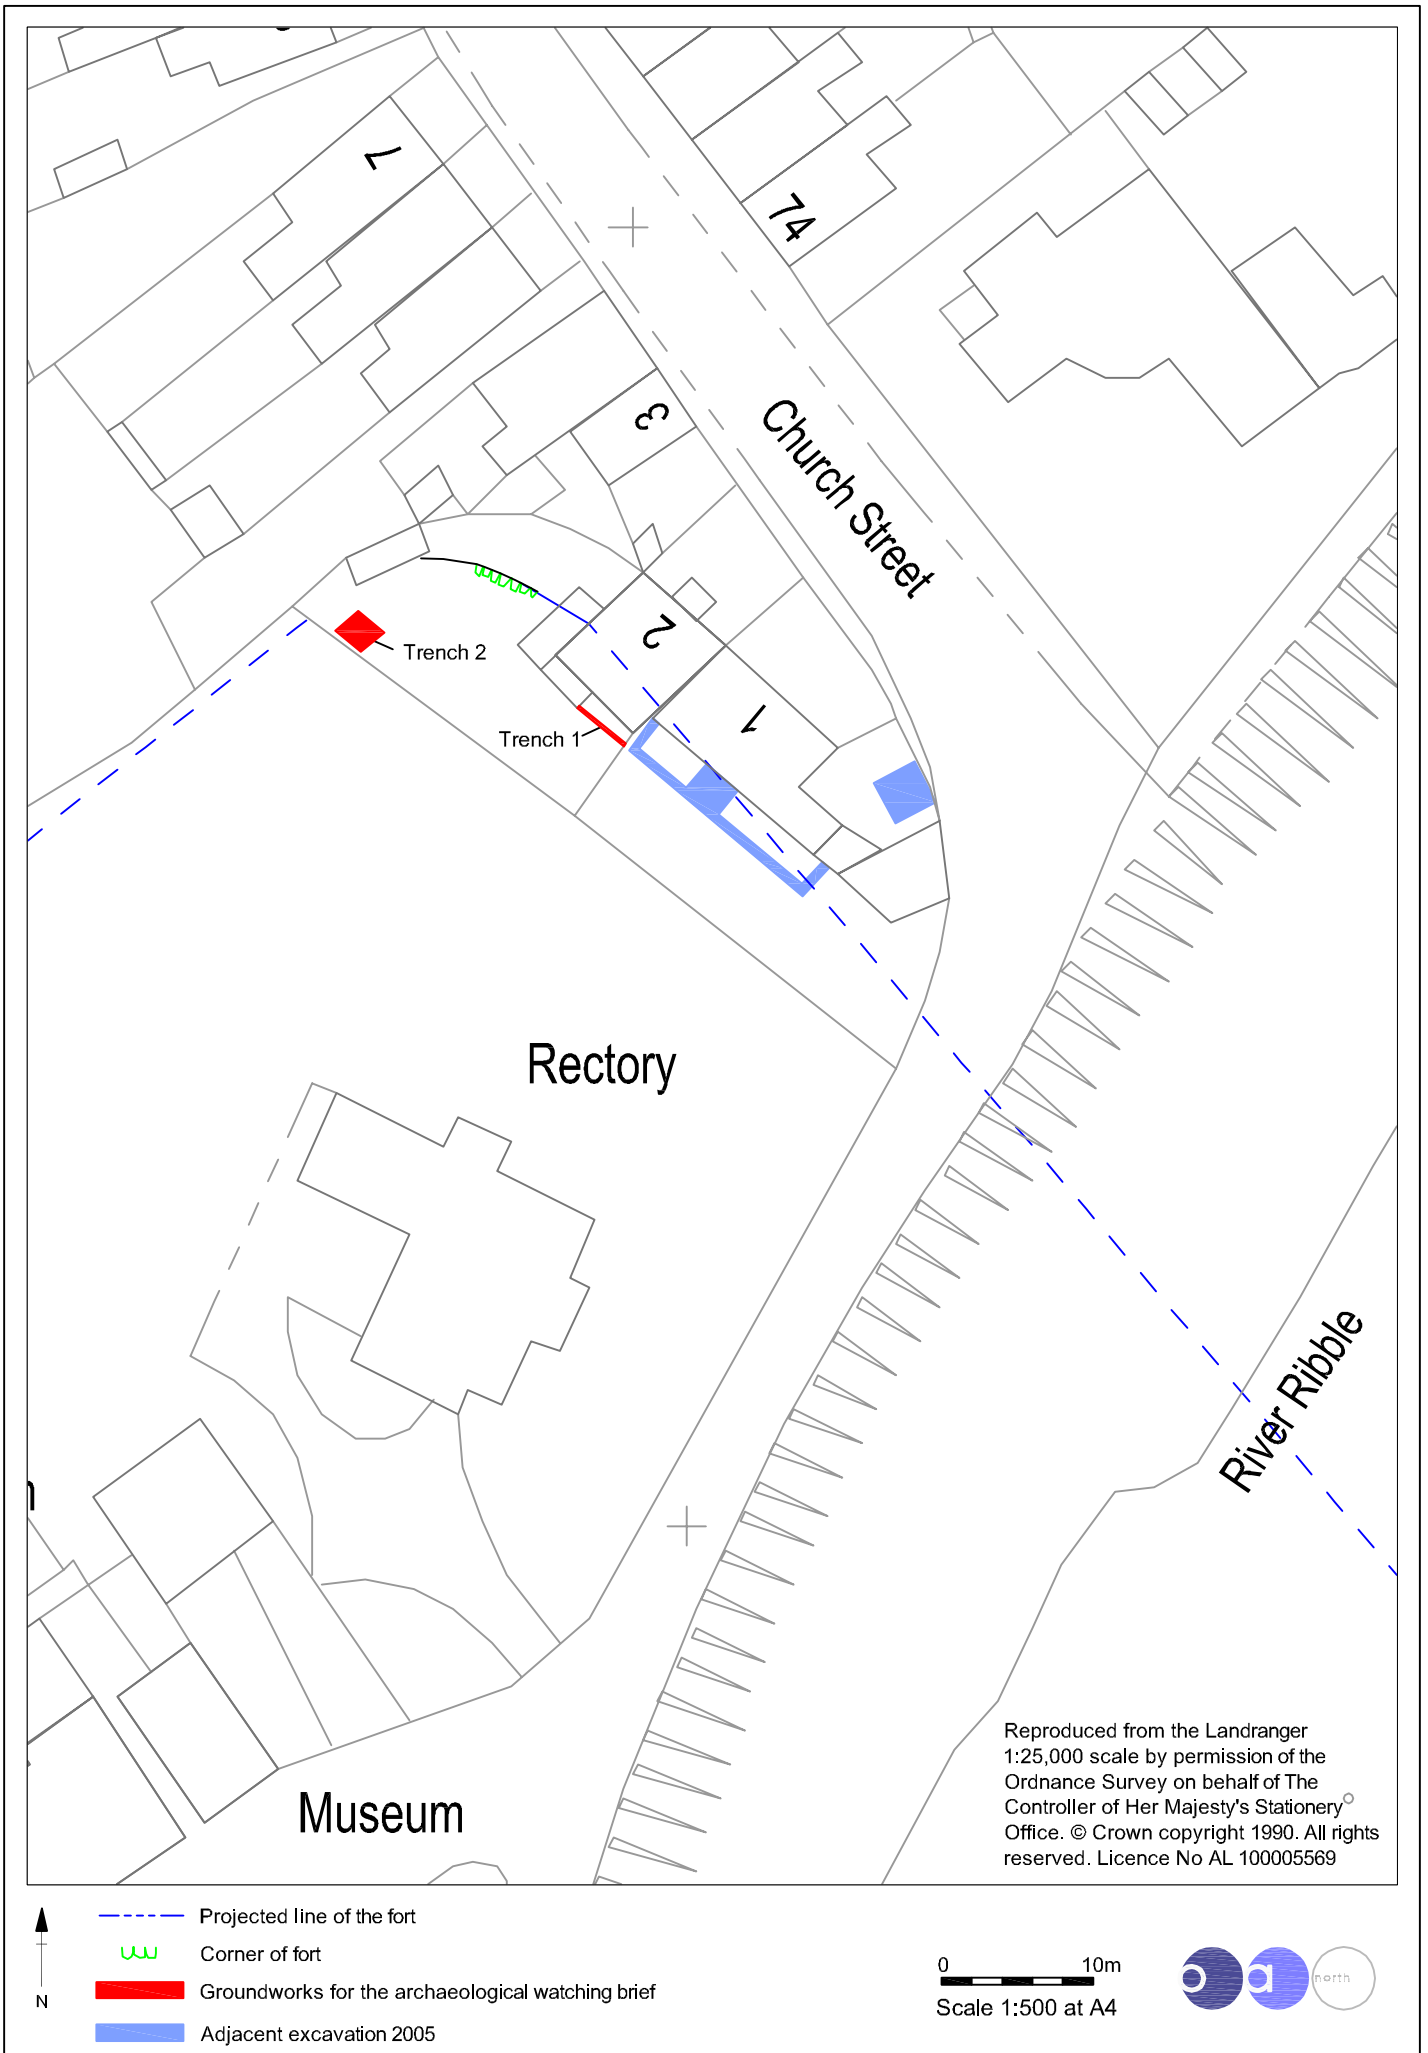 7
74
3
Church Street
2
Trench 2
1
Trench 1
Rectory
River Ribble
Museum
Reproduced from the Landranger
1:25,000 scale by permission of the
Ordnance Survey on behalf of The
Controller of Her Majesty's Stationery
Office. © Crown copyright 1990. All rights
reserved. Licence No AL 100005569
Projected line of the fort
Corner of fort
Groundworks for the archaeological watching brief
Adjacent excavation 2005
N
0 10m
Scale 1:500 at A4
o a north